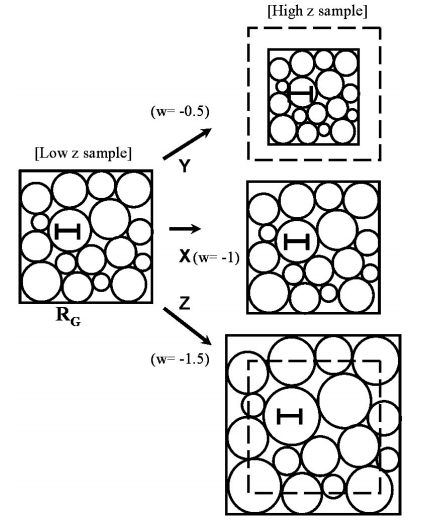 [High z sample]
(w= -0.5)
[Low z sample]
Y
X (w= -1)
R_G
Z
(w= -1.5)